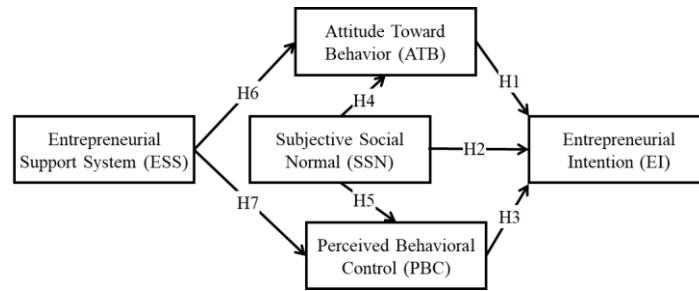 Attitude Toward
Behavior (ATB)
H6
H1
H4
Entrepreneurial
Support System (ESS)
Subjective Social
Normal (SSN)
H2
Entrepreneurial
Intention (EI)
H7
H5
H3
Perceived Behavioral
Control (PBC)